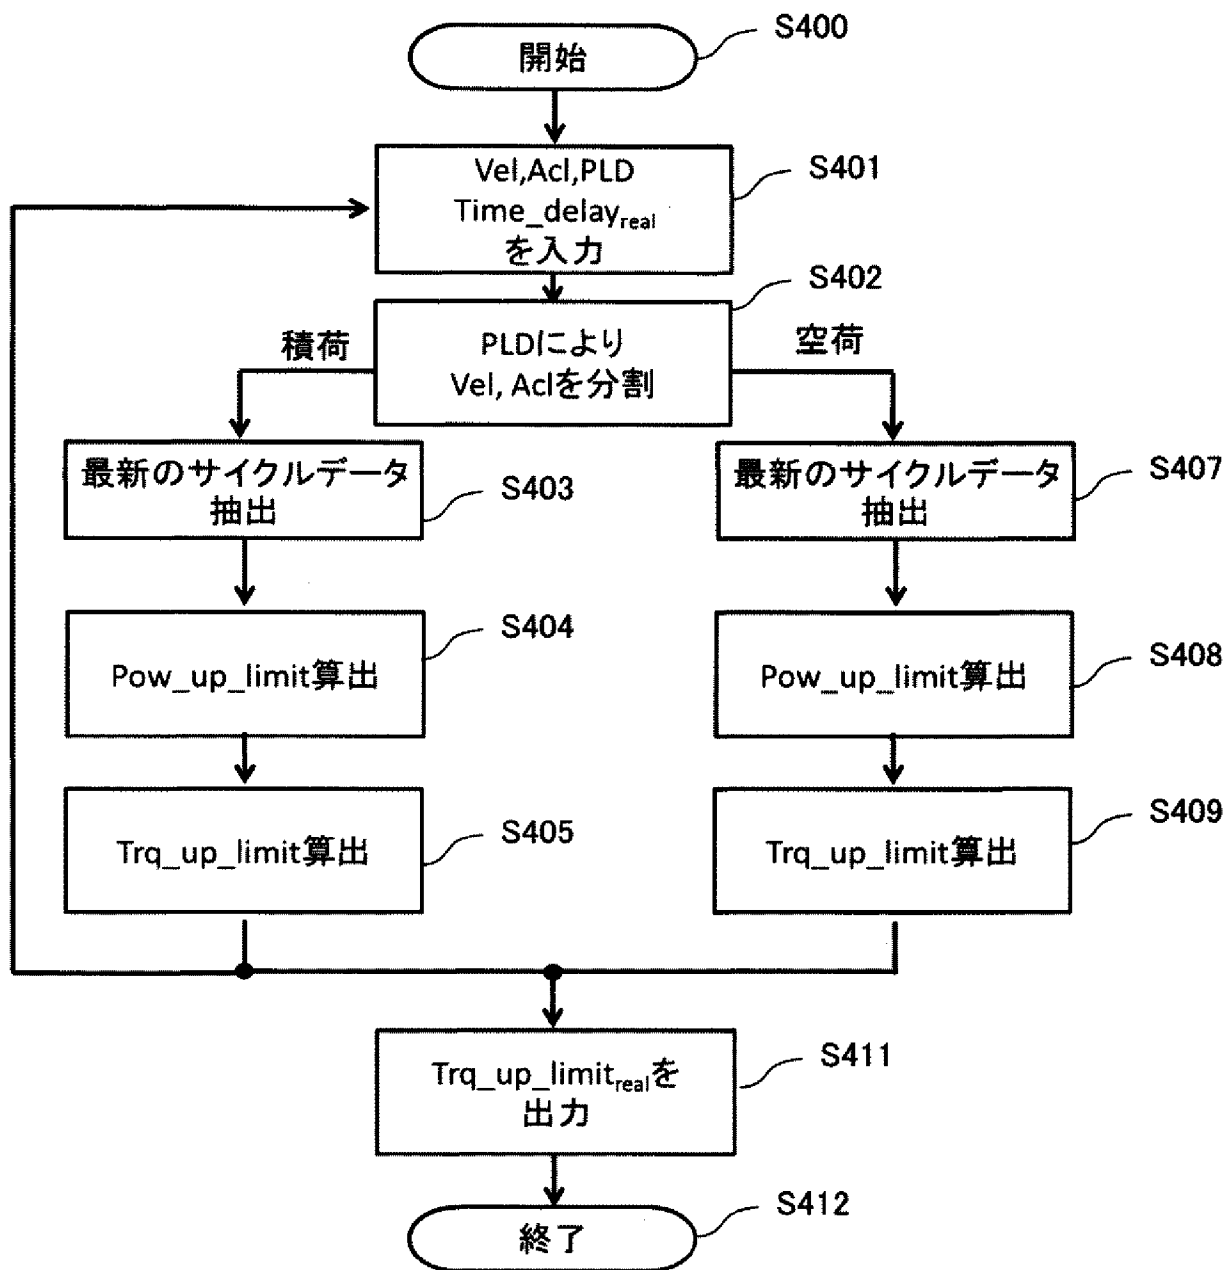 S400
開始
Vel,Acl,PLD
Time_delayreal
を入力
S401
S402
PLDにより
Vel, Aclを分割
積荷
空荷
最新のサイクルデータ
抽出
S403
最新のサイクルデータ
抽出
S407
Pow_up_limit算出
S404
Pow_up_limit算出
S408
Trq_up_limit算出
S405
Trq_up_limit算出
S409
Trq_up_limitrealを
出力
S411
終了
S412